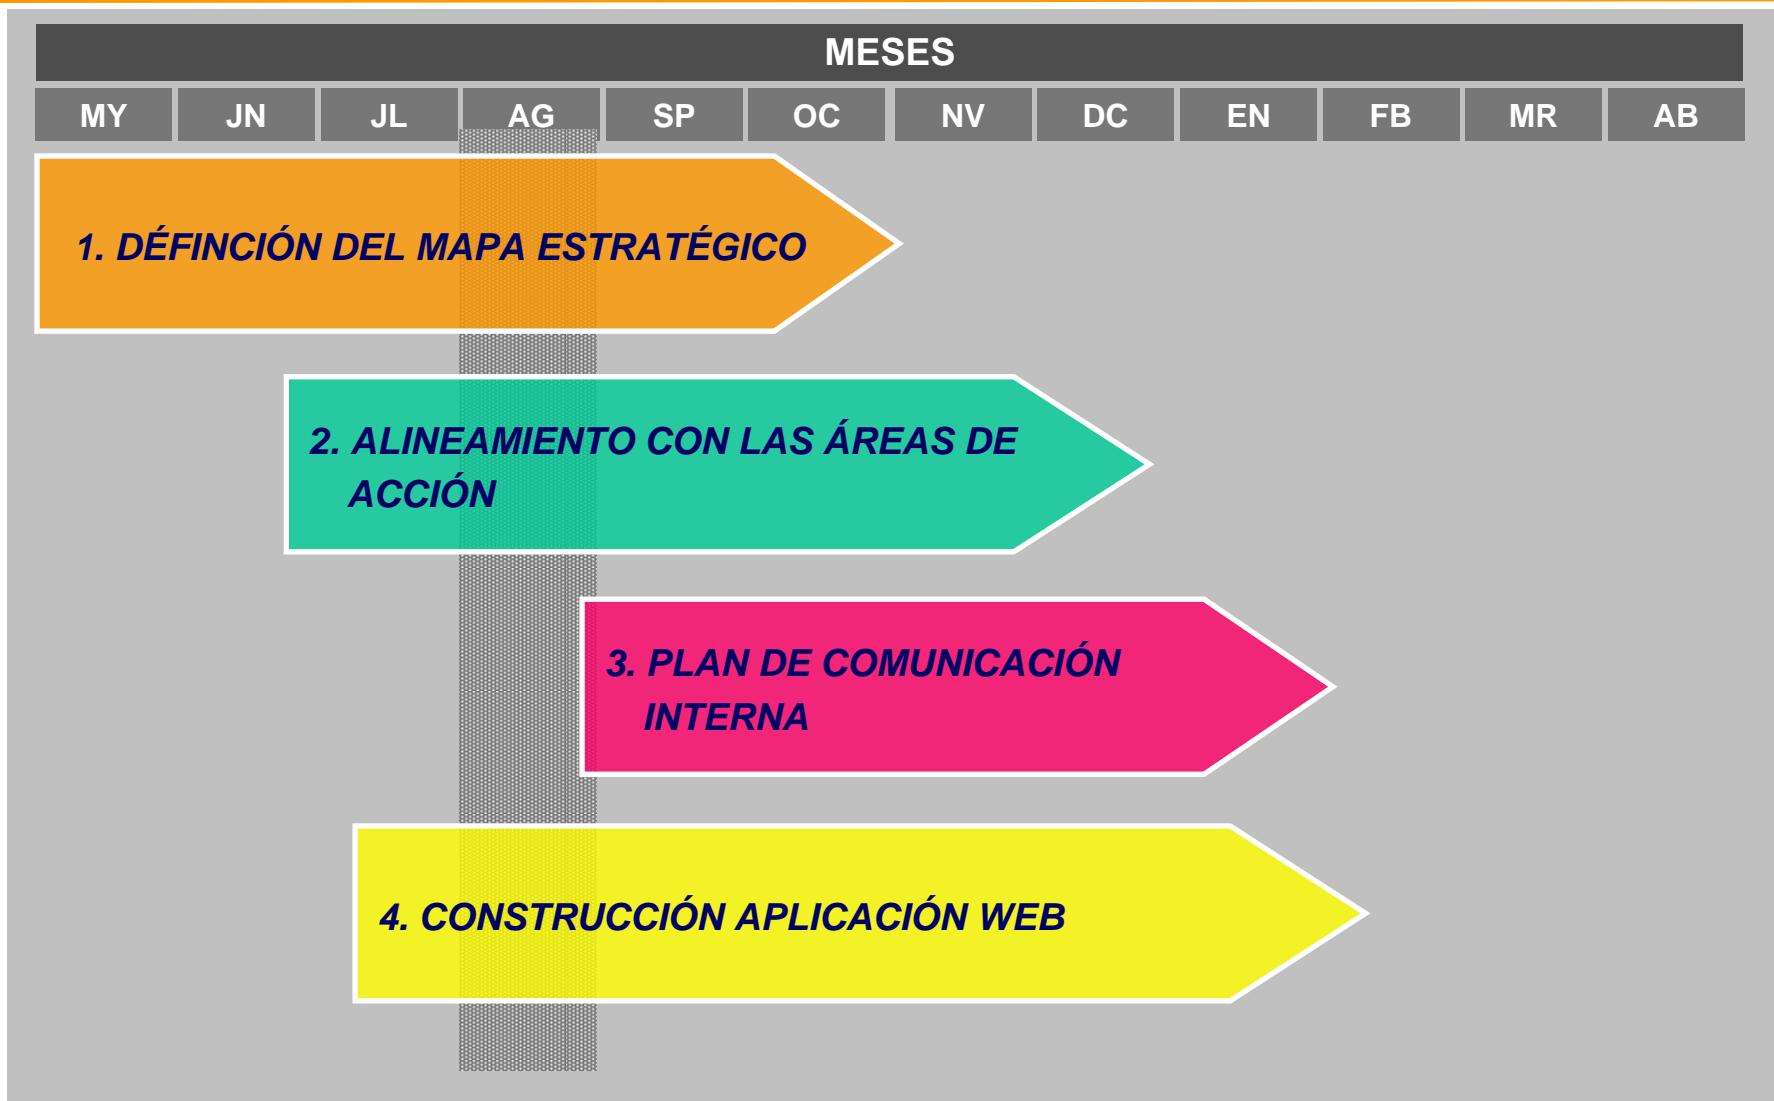 MESES
MY JN JL AG SP OC NV DC EN FB MR AB
1. DÉFINCIÓN DEL MAPA ESTRATÉGICO
2. ALINEAMIENTO CON LAS ÁREAS DE
ACCIÓN
3. PLAN DE COMUNICACIÓN
INTERNA
4. CONSTRUCCIÓN APLICACIÓN WEB